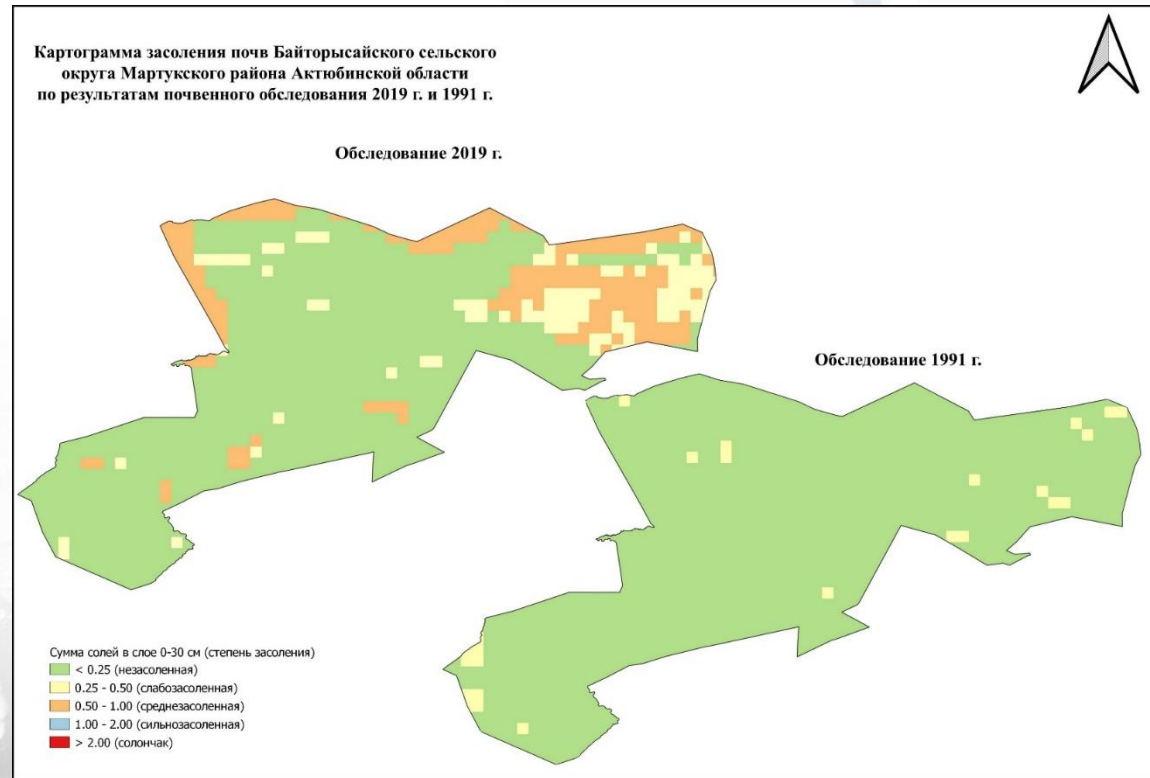 Картограмма засоления почв Байторысайского сельского
округа Мартукского района Актюбинской области
по результатам почвенного обследования 2019 г. и 1991 г.
Обследование 2019 г.
Обследование 1991 г.
Сумма солей в слое 0-30 см (степень засоления)
< 0.25 (незасоленная)
0.25 - 0.50 (слабозасоленная)
0.50 - 1.00 (среднезасоленная)
1.00 - 2.00 (сильнозасоленная)
> 2.00 (солончак)